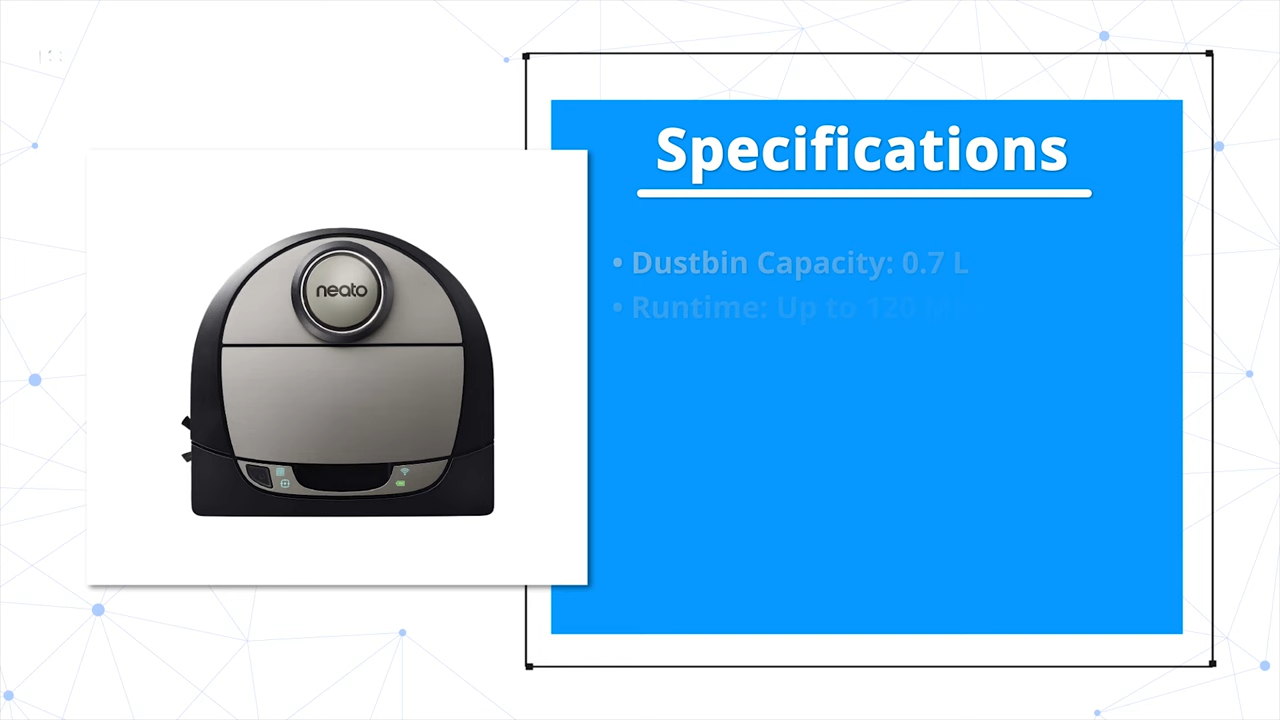 Specifications
neato
• Dustbin Capacity: 0.7 L
• Runtime: Up to 120